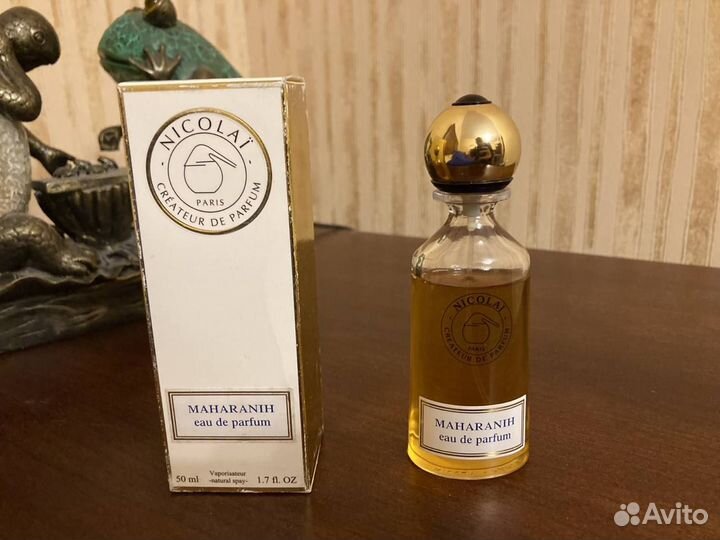 · NICOLAÏ ·
PARIS
CRÉATEUR DE PARFUM
MAHARANIH
eau de parfum
Vaporisateur
50 ml -natural spay- 1.7 fl. OZ
· NICOLAÏ ·
PARIS
CRÉATEUR DE PARFUM
MAHARANIH
eau de parfum
Avito